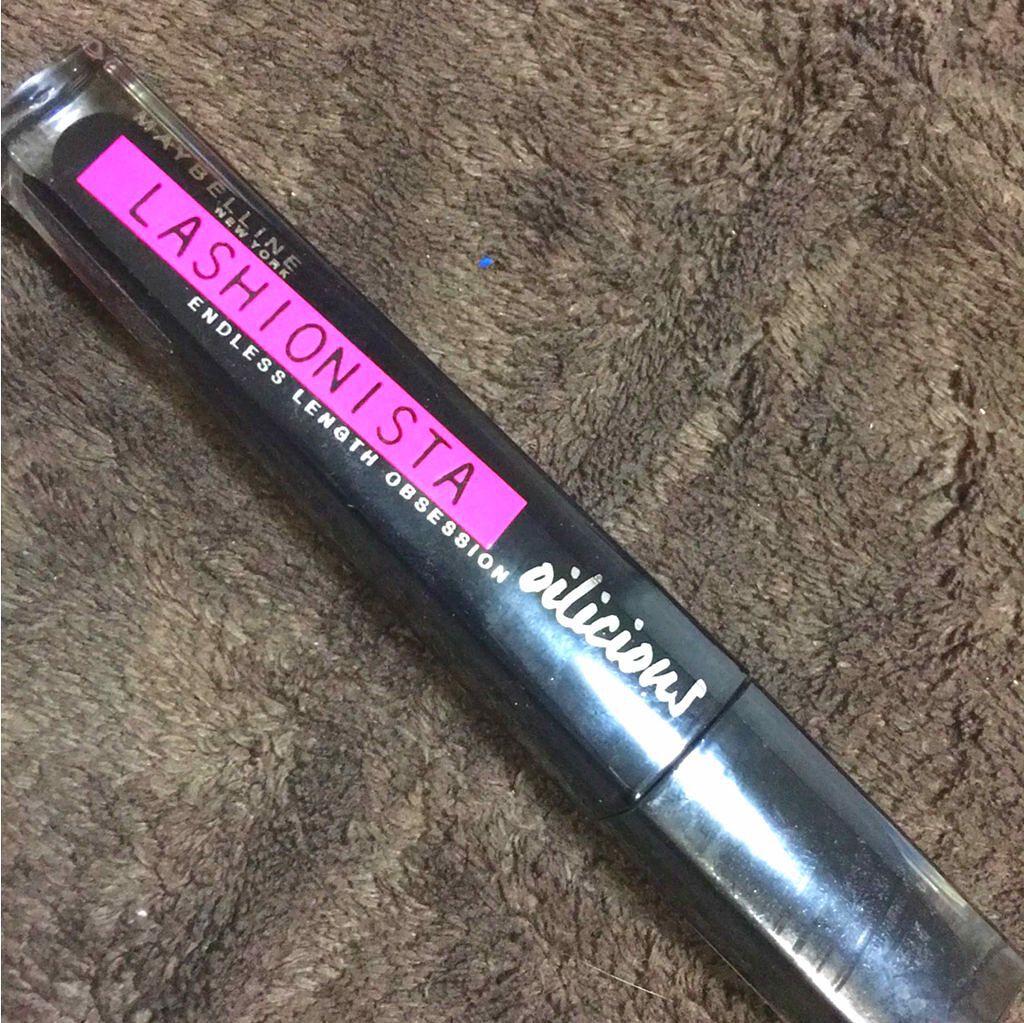 MAYBELLINE
NEW YORK
LASHIONISTA
ENDLESS LENGTH OBSESSION
oilicious